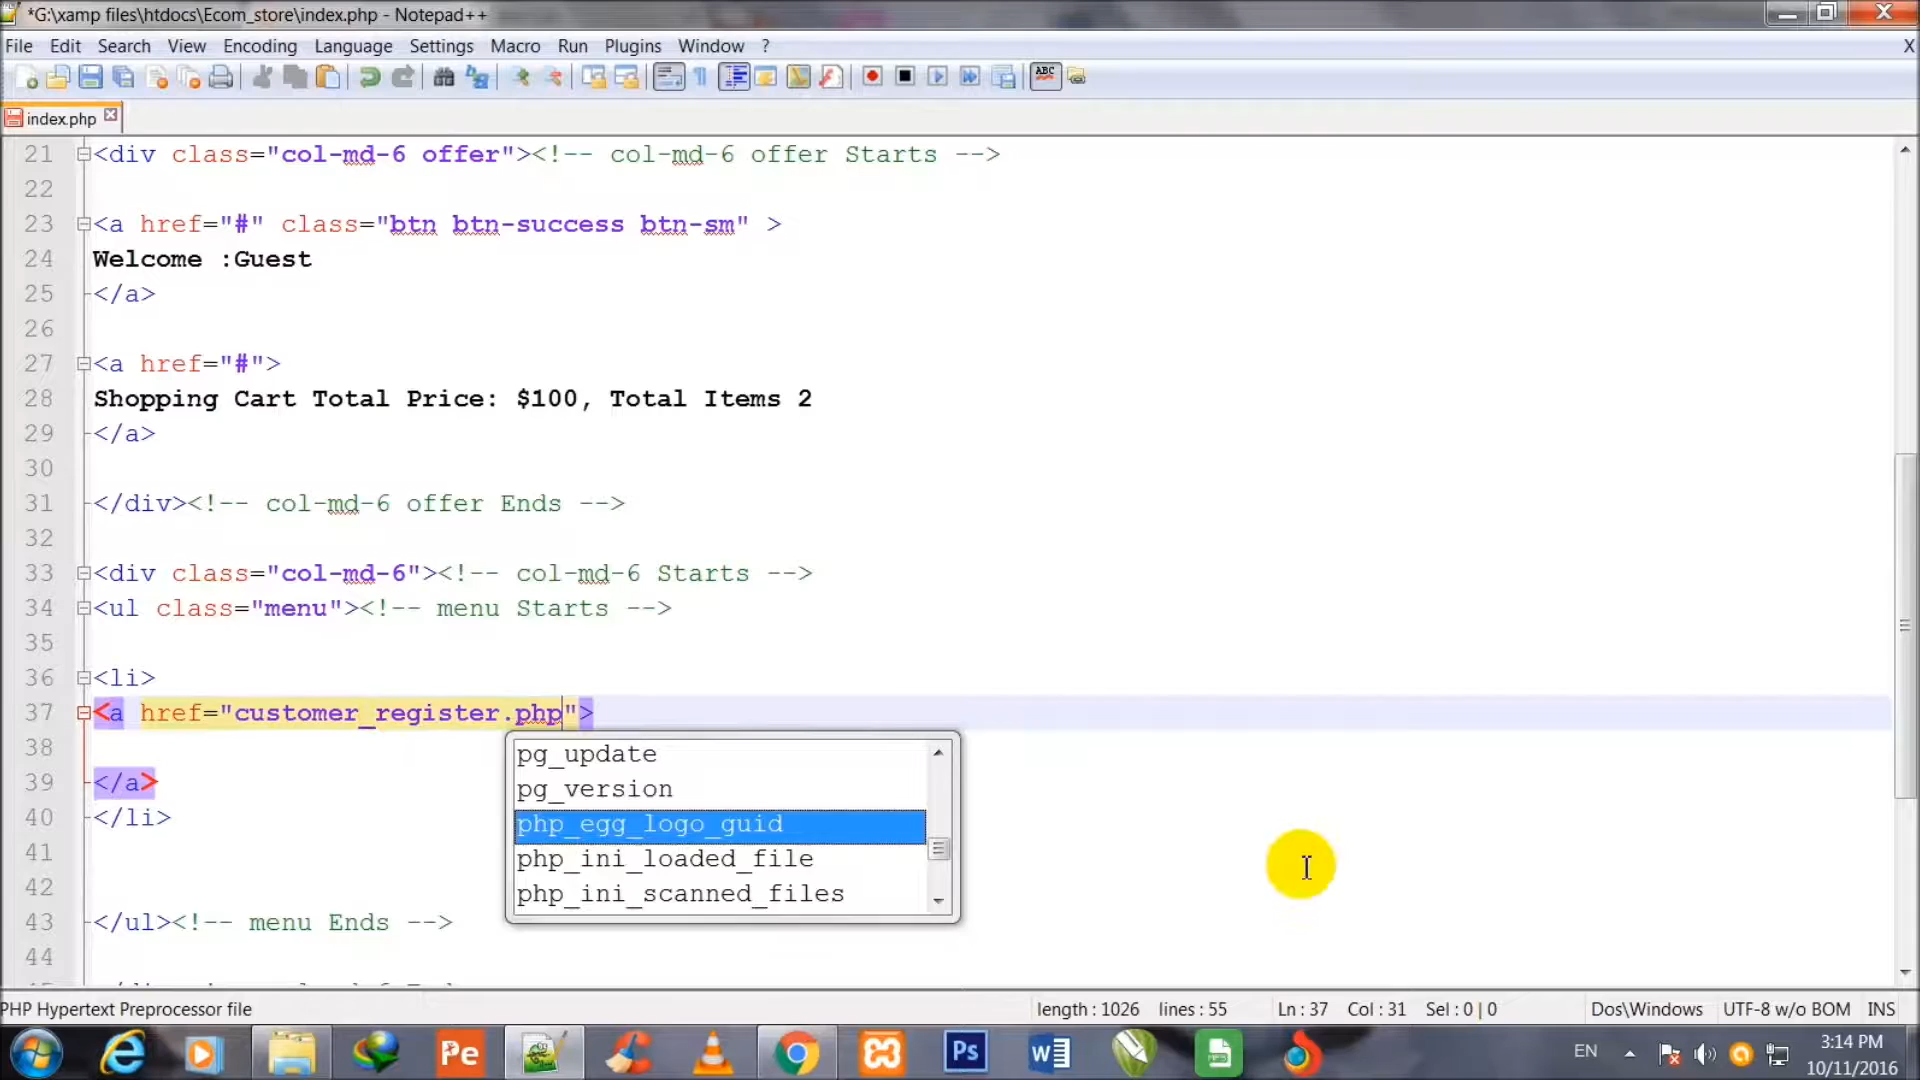 *G:\xamp files\htdocs\Ecom_store\index.php - Notepad++
File Edit Search View Encoding Language Settings Macro Run Plugins Window ? X
ABC
index.php
21 <div class="col-md-6 offer"><!-- col-md-6 offer Starts -->
22
23 <a href="#" class="btn btn-success btn-sm" >
24 Welcome :Guest
25 </a>
26
27 <a href="#">
28 Shopping Cart Total Price: $100, Total Items 2
29 </a>
30
31 </div><!-- col-md-6 offer Ends -->
32
33 <div class="col-md-6"><!-- col-md-6 Starts -->
34 <ul class="menu"><!-- menu Starts -->
35
36 <li>
37 <a href="customer_register.php">
38
39 </a>
40 </li>
41
42
43 </ul><!-- menu Ends -->
44
pg_update
pg_version
php_egg_logo_guid
php_ini_loaded_file
php_ini_scanned_files
PHP Hypertext Preprocessor file length : 1026 lines : 55 Ln : 37 Col : 31 Sel : 0 | 0 Dos\Windows UTF-8 w/o BOM INS
Pe
Ps
W
EN
3:14 PM
10/11/2016